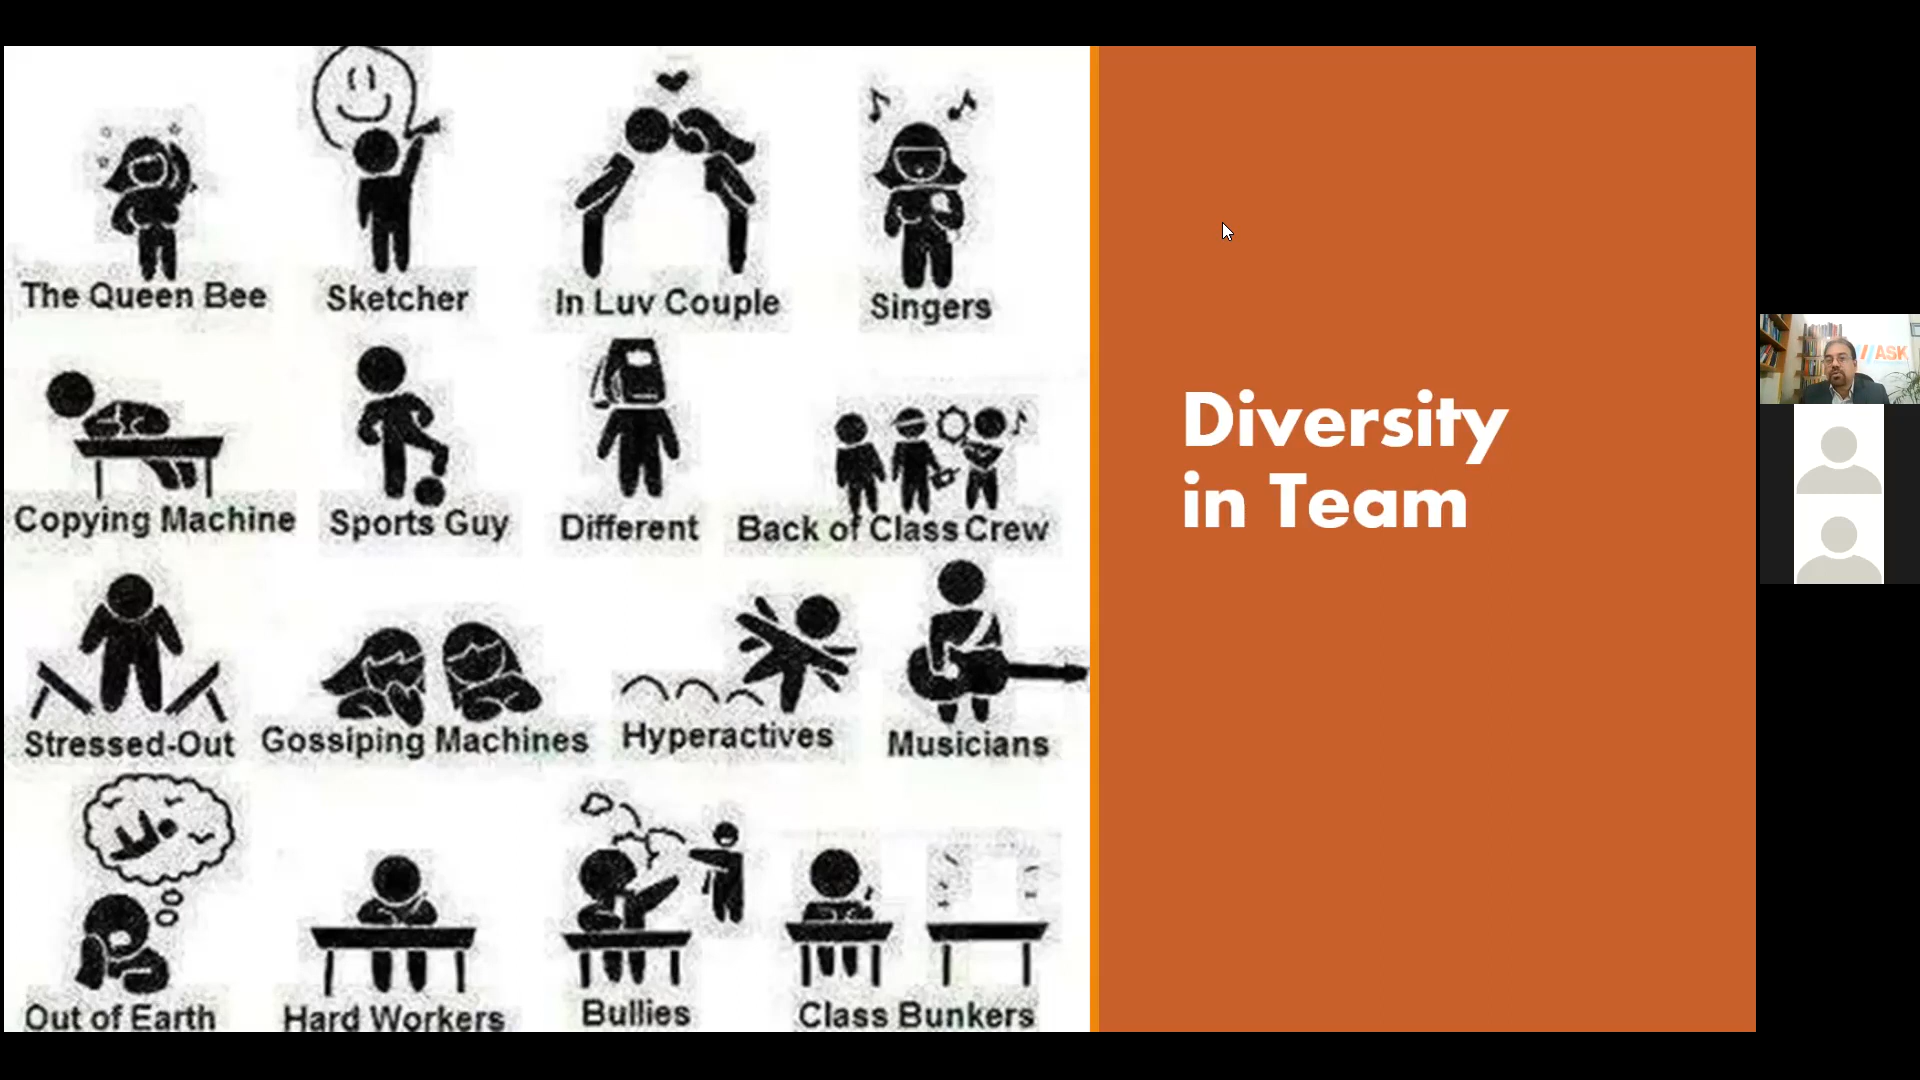 The Queen Bee
Sketcher
In Luv Couple
Singers
Copying Machine
Sports Guy
Different
Back of Class Crew
Stressed-Out
Gossiping Machines
Hyperactives
Musicians
Out of Earth
Hard Workers
Bullies
Class Bunkers
Diversity
in Team
//ASK